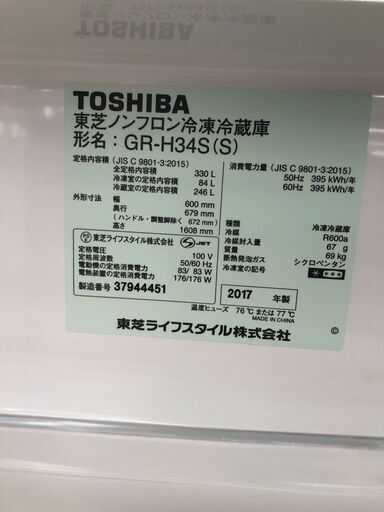 TOSHIBA
東芝ノンフロン冷凍冷蔵庫
形名：GR-H34S(S)
定格内容積（JIS C 9801-3:2015）
全定格内容積 330 L
冷凍室の定格内容積 84 L
冷蔵室の定格内容積 246 L
外形寸法 幅 600 mm
奥行 679 mm
(ハンドル・調整脚除く 672 mm)
高さ 1608 mm
東芝ライフスタイル株式会社 S-JET
定格電圧 100 V
定格周波数 50/60 Hz
電動機の定格消費電力 83/ 83 W
電熱装置の定格消費電力 176/176 W
製造番号 37944451
消費電力量（JIS C 9801-3:2015）
50Hz 395 kWh/年
60Hz 395 kWh/年
種類 冷凍冷蔵庫
冷媒 R600a
冷媒封入量 67 g
質量 69 kg
断熱発泡ガス シクロペンタン
冷凍室の記号
2017 年製
温度ヒューズ 76℃ または 77℃
MADE IN CHINA
東芝ライフスタイル株式会社 ©